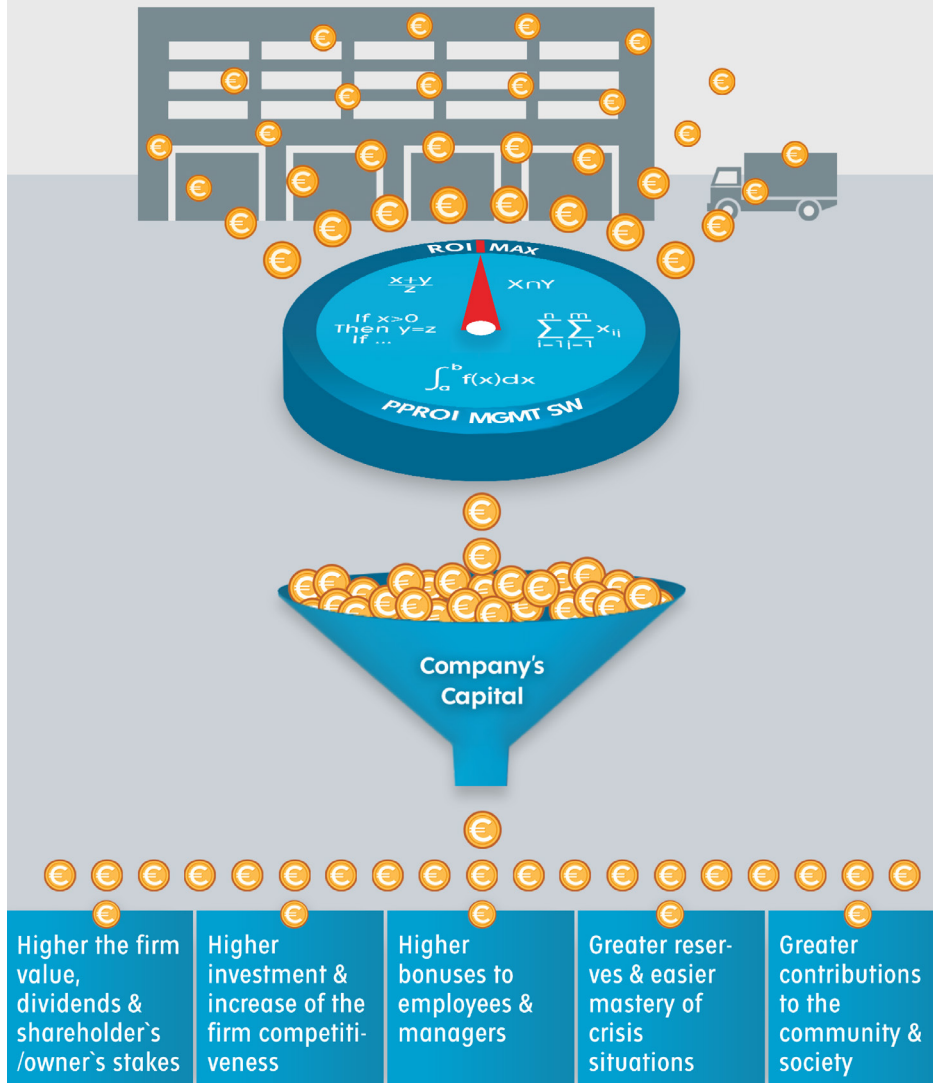 ROI MAX
x+y
z
X∩Y
If x>0
Then y=z
If ...
n m
∑ ∑ x ij
i-1 j-1
∫ab f(x)dx
PPROI MGMT SW
Company's
Capital
Higher the firm
value,
dividends &
shareholder`s
/owner`s stakes
Higher
investment &
increase of the
firm competiti-
veness
Higher
bonuses to
employees &
managers
Greater reser-
ves & easier
mastery of
crisis
situations
Greater
contributions
to the
community &
society